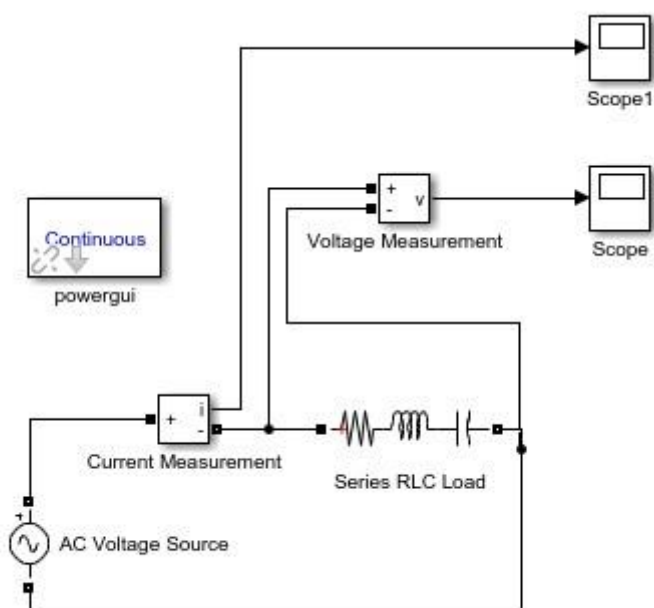 Scope1
+
-
v
Continuous
Voltage Measurement
Scope
powergui
i
+
-
Current Measurement
Series RLC Load
+
AC Voltage Source